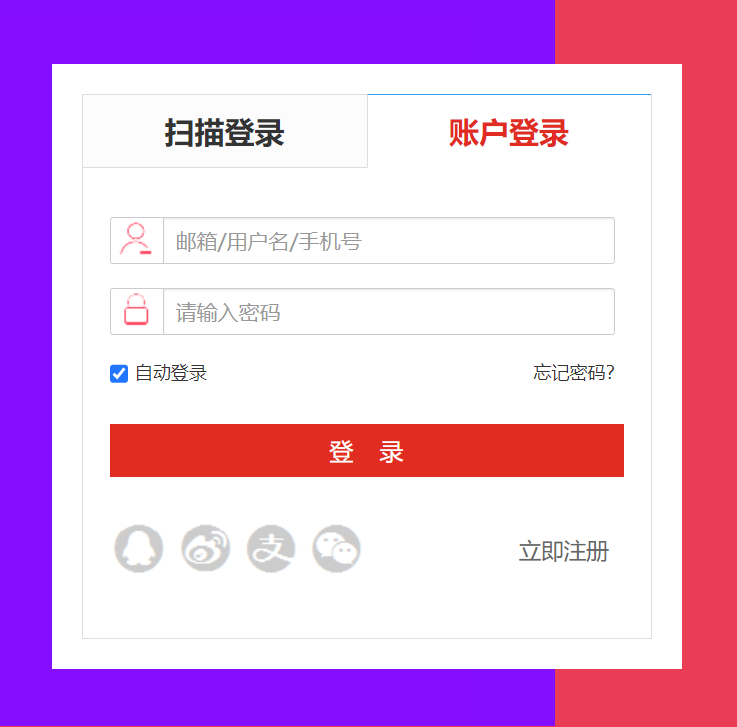 扫描登录 账户登录
邮箱/用户名/手机号
请输入密码
自动登录 忘记密码?
登 录
支 立即注册